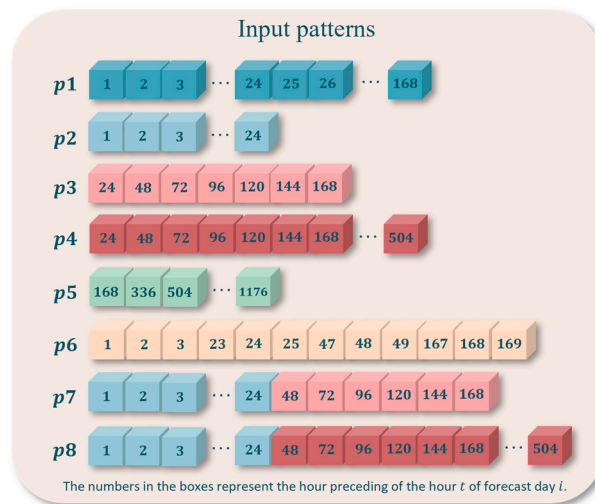 Input patterns
p1 1 2 3 ··· 24 25 26 ··· 168
p2 1 2 3 ··· 24
p3 24 48 72 96 120 144 168
p4 24 48 72 96 120 144 168 ··· 504
p5 168 336 504 ··· 1176
p6 1 2 3 23 24 25 47 48 49 167 168 169
p7 1 2 3 ··· 24 48 72 96 120 144 168
p8 1 2 3 ··· 24 48 72 96 120 144 168 ··· 504
The numbers in the boxes represent the hour preceding of the hour t of forecast day i.